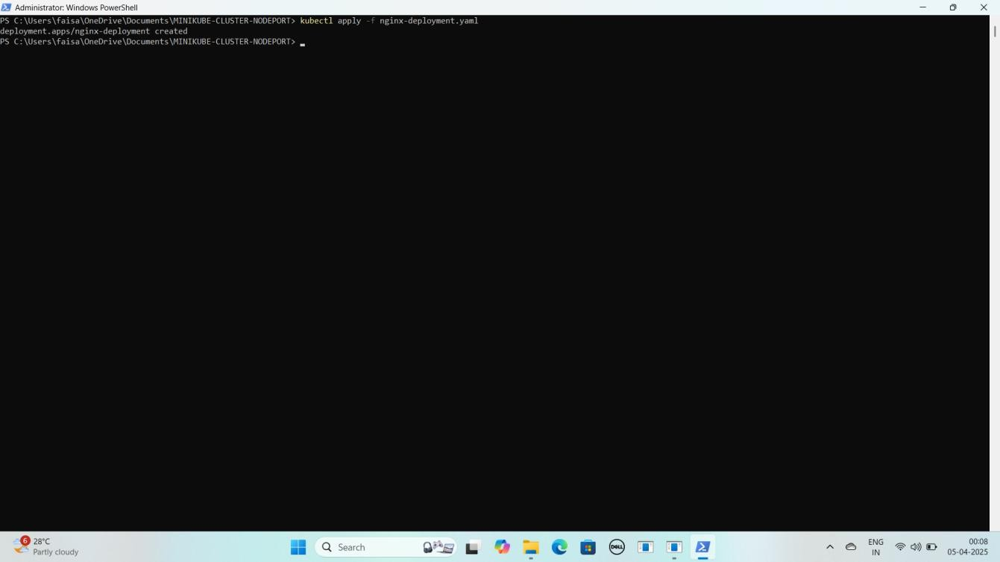 Administrator: Windows PowerShell
PS C:\Users\faisa\OneDrive\Documents\MINIKUBE-CLUSTER-NODEPORT> kubectl apply -f nginx-deployment.yaml
deployment.apps/nginx-deployment created
PS C:\Users\faisa\OneDrive\Documents\MINIKUBE-CLUSTER-NODEPORT>
6
28°C
Partly cloudy
Search
DELL
ENG
IN
00:08
05-04-2025